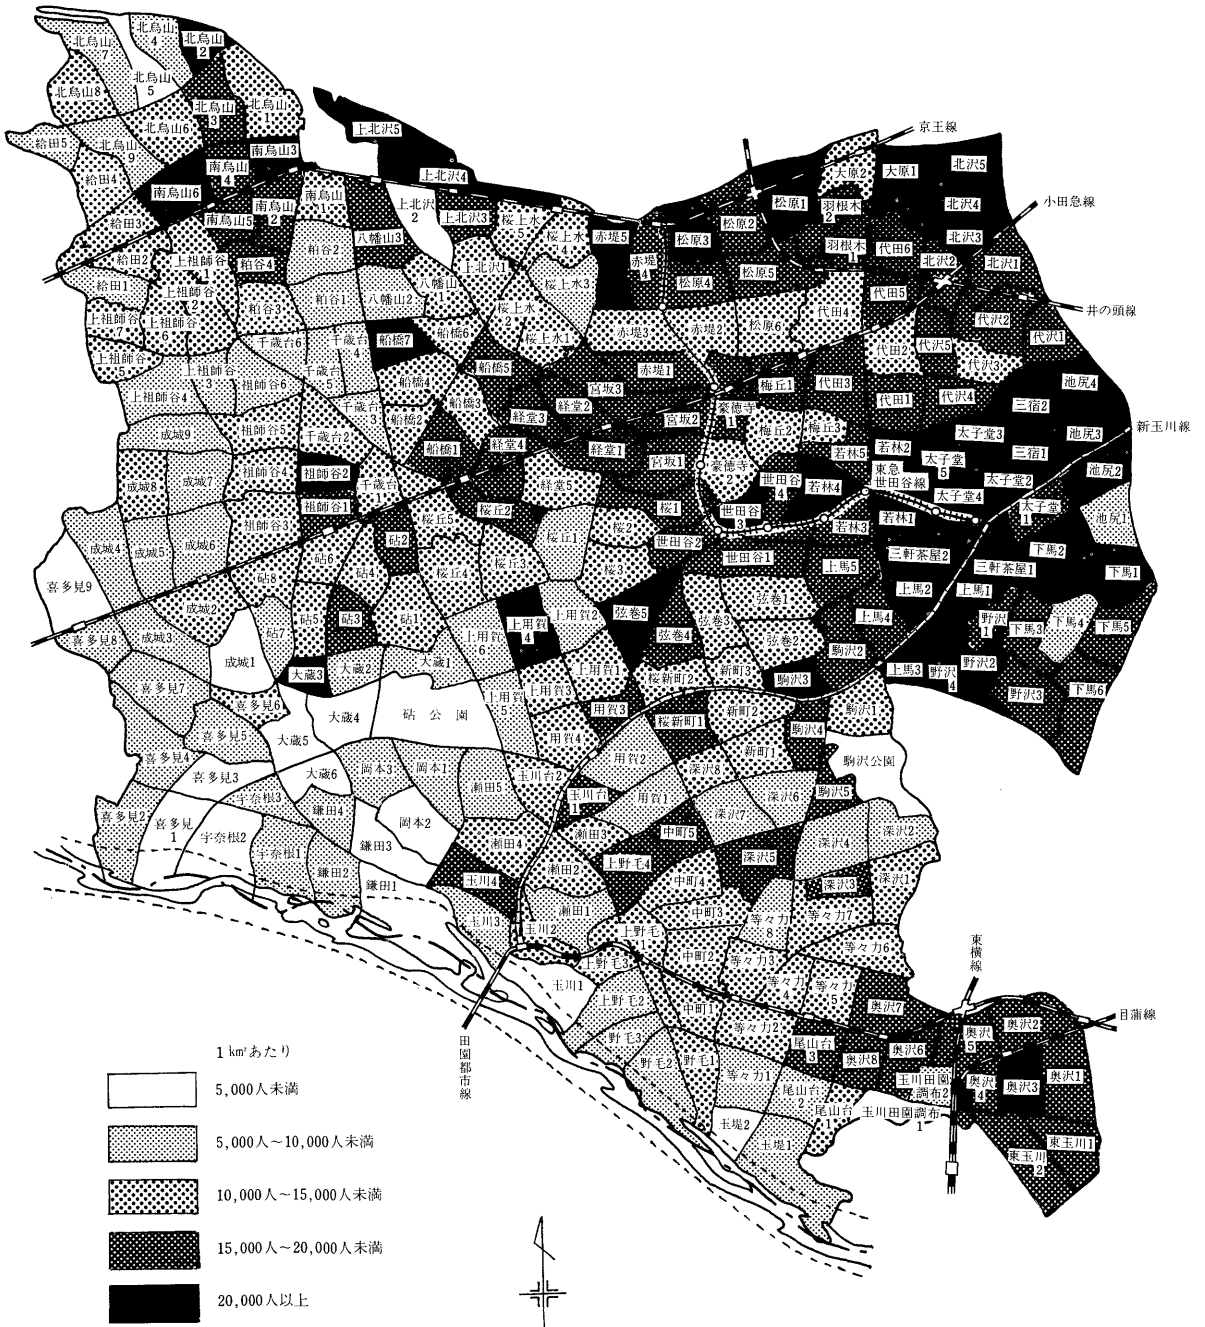 北烏山
4
北烏山
7
北烏山
2
北烏山
5
北烏山8
北烏山
3
北烏山
1
北烏山6
給田5
北烏山
9
南烏山3
給田4
南烏山
4
南烏山6
南烏山
2
南烏山
南烏山5
給田3
給田2
給田1
上北沢5
上北沢4
上北沢
2
上北沢3
上北沢1
京王線
大原2
大原1
北沢5
北沢4
北沢3
北沢2
北沢1
小田急線
井の頭線
羽根木
2
羽根木
1
松原1
松原2
松原3
松原4
松原5
松原6
代田6
代田5
代田4
代田2
代田3
代田1
代沢2
代沢1
代沢5
代沢3
代沢4
桜上水
5
桜上水
4
桜上水3
桜上水
2
桜上水1
赤堤5
赤堤
4
赤堤3
赤堤2
赤堤1
八幡山3
八幡山2
八幡山
1
粕谷2
粕谷4
粕谷1
粕谷3
上祖師谷
1
上祖師谷
2
上祖師谷
7
上祖師谷
6
上祖師谷
5
上祖師谷
3
上祖師谷4
千歳台6
千歳台
4
千歳台
5
千歳台
3
千歳台2
千歳台
1
船橋7
船橋6
船橋5
船橋4
船橋3
船橋2
船橋1
祖師谷6
祖師谷5
祖師谷4
祖師谷3
祖師谷2
祖師谷1
経堂3
経堂2
経堂4
経堂1
経堂5
宮坂3
宮坂2
宮坂1
豪徳寺
1
豪徳寺
2
梅丘1
梅丘2
梅丘3
若林5
若林2
若林4
若林3
若林1
東急
世田谷線
池尻4
池尻3
池尻2
池尻1
三宿2
三宿1
新玉川線
太子堂3
太子堂
5
太子堂2
太子堂4
太子堂
1
世田谷
4
世田谷
3
世田谷2
世田谷1
三軒茶屋2
三軒茶屋1
成城9
成城8
成城7
成城6
成城5
成城4
成城2
成城3
成城1
喜多見9
喜多見8
喜多見7
喜多見6
喜多見5
喜多見4
喜多見3
喜多見2
喜多見
1
砧6
砧8
砧4
砧2
砧7
砧5
砧3
砧1
桜丘5
桜丘2
桜丘4
桜丘3
桜丘1
桜1
桜2
桜3
大蔵3
大蔵2
大蔵1
大蔵4
大蔵5
大蔵6
砧公園
上用賀
4
上用賀2
上用賀
6
上用賀1
上用賀3
上用賀
5
用賀3
用賀4
用賀2
用賀1
弦巻5
弦巻4
弦巻3
弦巻1
弦巻2
上馬5
上馬2
上馬1
上馬4
上馬3
下馬2
下馬1
下馬3
下馬4
下馬5
下馬6
野沢
1
野沢2
野沢
4
野沢3
新町3
新町2
新町1
桜新町2
桜新町1
駒沢2
駒沢3
駒沢1
駒沢4
駒沢5
駒沢公園
岡本3
岡本1
岡本2
宇奈根3
宇奈根2
宇奈根1
鎌田4
鎌田3
鎌田2
鎌田1
瀬田5
瀬田4
瀬田3
瀬田2
瀬田1
玉川台2
玉川台
1
玉川4
玉川3
玉川2
玉川1
深沢8
深沢6
深沢7
深沢2
深沢4
深沢5
深沢3
深沢1
中町5
中町4
中町3
中町2
中町1
上野毛4
上野毛
1
上野毛3
上野毛2
野毛3
野毛2
野毛1
等々力
8
等々力7
等々力6
等々力3
等々力
4
等々力
5
等々力2
等々力1
尾山台
3
尾山台
2
尾山台
1
玉堤2
玉堤1
奥沢7
奥沢6
奥沢8
奥沢
5
奥沢2
奥沢
4
奥沢3
奥沢1
玉川田園
調布2
玉川田園調布
1
東玉川1
東玉川
2
東横線
目蒲線
田園都市線
1km²あたり
5,000人未満
5,000人～10,000人未満
10,000人～15,000人未満
15,000人～20,000人未満
20,000人以上